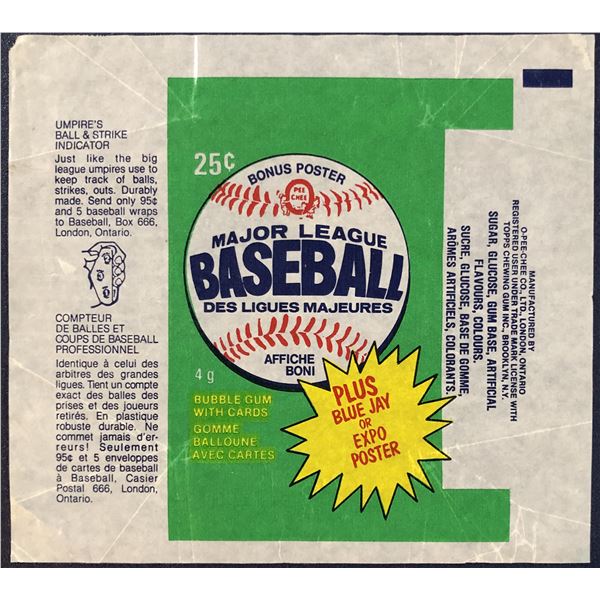 UMPIRE'S
BALL & STRIKE
INDICATOR
Just like the big
league umpires use to
keep track of balls,
strikes, outs. Durably
made. Send only 95¢
and 5 baseball wraps
to Baseball, Box 666,
London, Ontario.
COMPTEUR
DE BALLES ET
COUPS DE BASEBALL
PROFESSIONNEL
Identique à celui des
arbitres des grandes
ligues. Tient un compte
exact des balles des
prises et des joueurs
retirés. En plastique
robuste durable. Ne
commet jamais d'er-
reurs! Seulement
95¢ et 5 enveloppes
de cartes de baseball
à Baseball, Casier
Postal 666, London,
Ontario.
25¢
BONUS POSTER
O
PEE
CHEE
MAJOR LEAGUE
BASEBALL
DES LIGUES MAJEURES
AFFICHE
BONI
4 g
BUBBLE GUM
WITH CARDS
GOMME
BALLOUNE
AVEC CARTES
PLUS
BLUE JAY
OR
EXPO
POSTER
MANUFACTURED BY
O-PEE-CHEE CO., LTD., LONDON, ONTARIO
REGISTERED USER UNDER TRADE MARK LICENSE WITH
TOPPS CHEWING GUM INC., BROOKLYN, N.Y.
SUGAR, GLUCOSE, GUM BASE, ARTIFICIAL
FLAVOURS, COLOURS.
SUCRE, GLUCOSE, BASE DE GOMME,
ARÔMES ARTIFICIELS, COLORANTS.